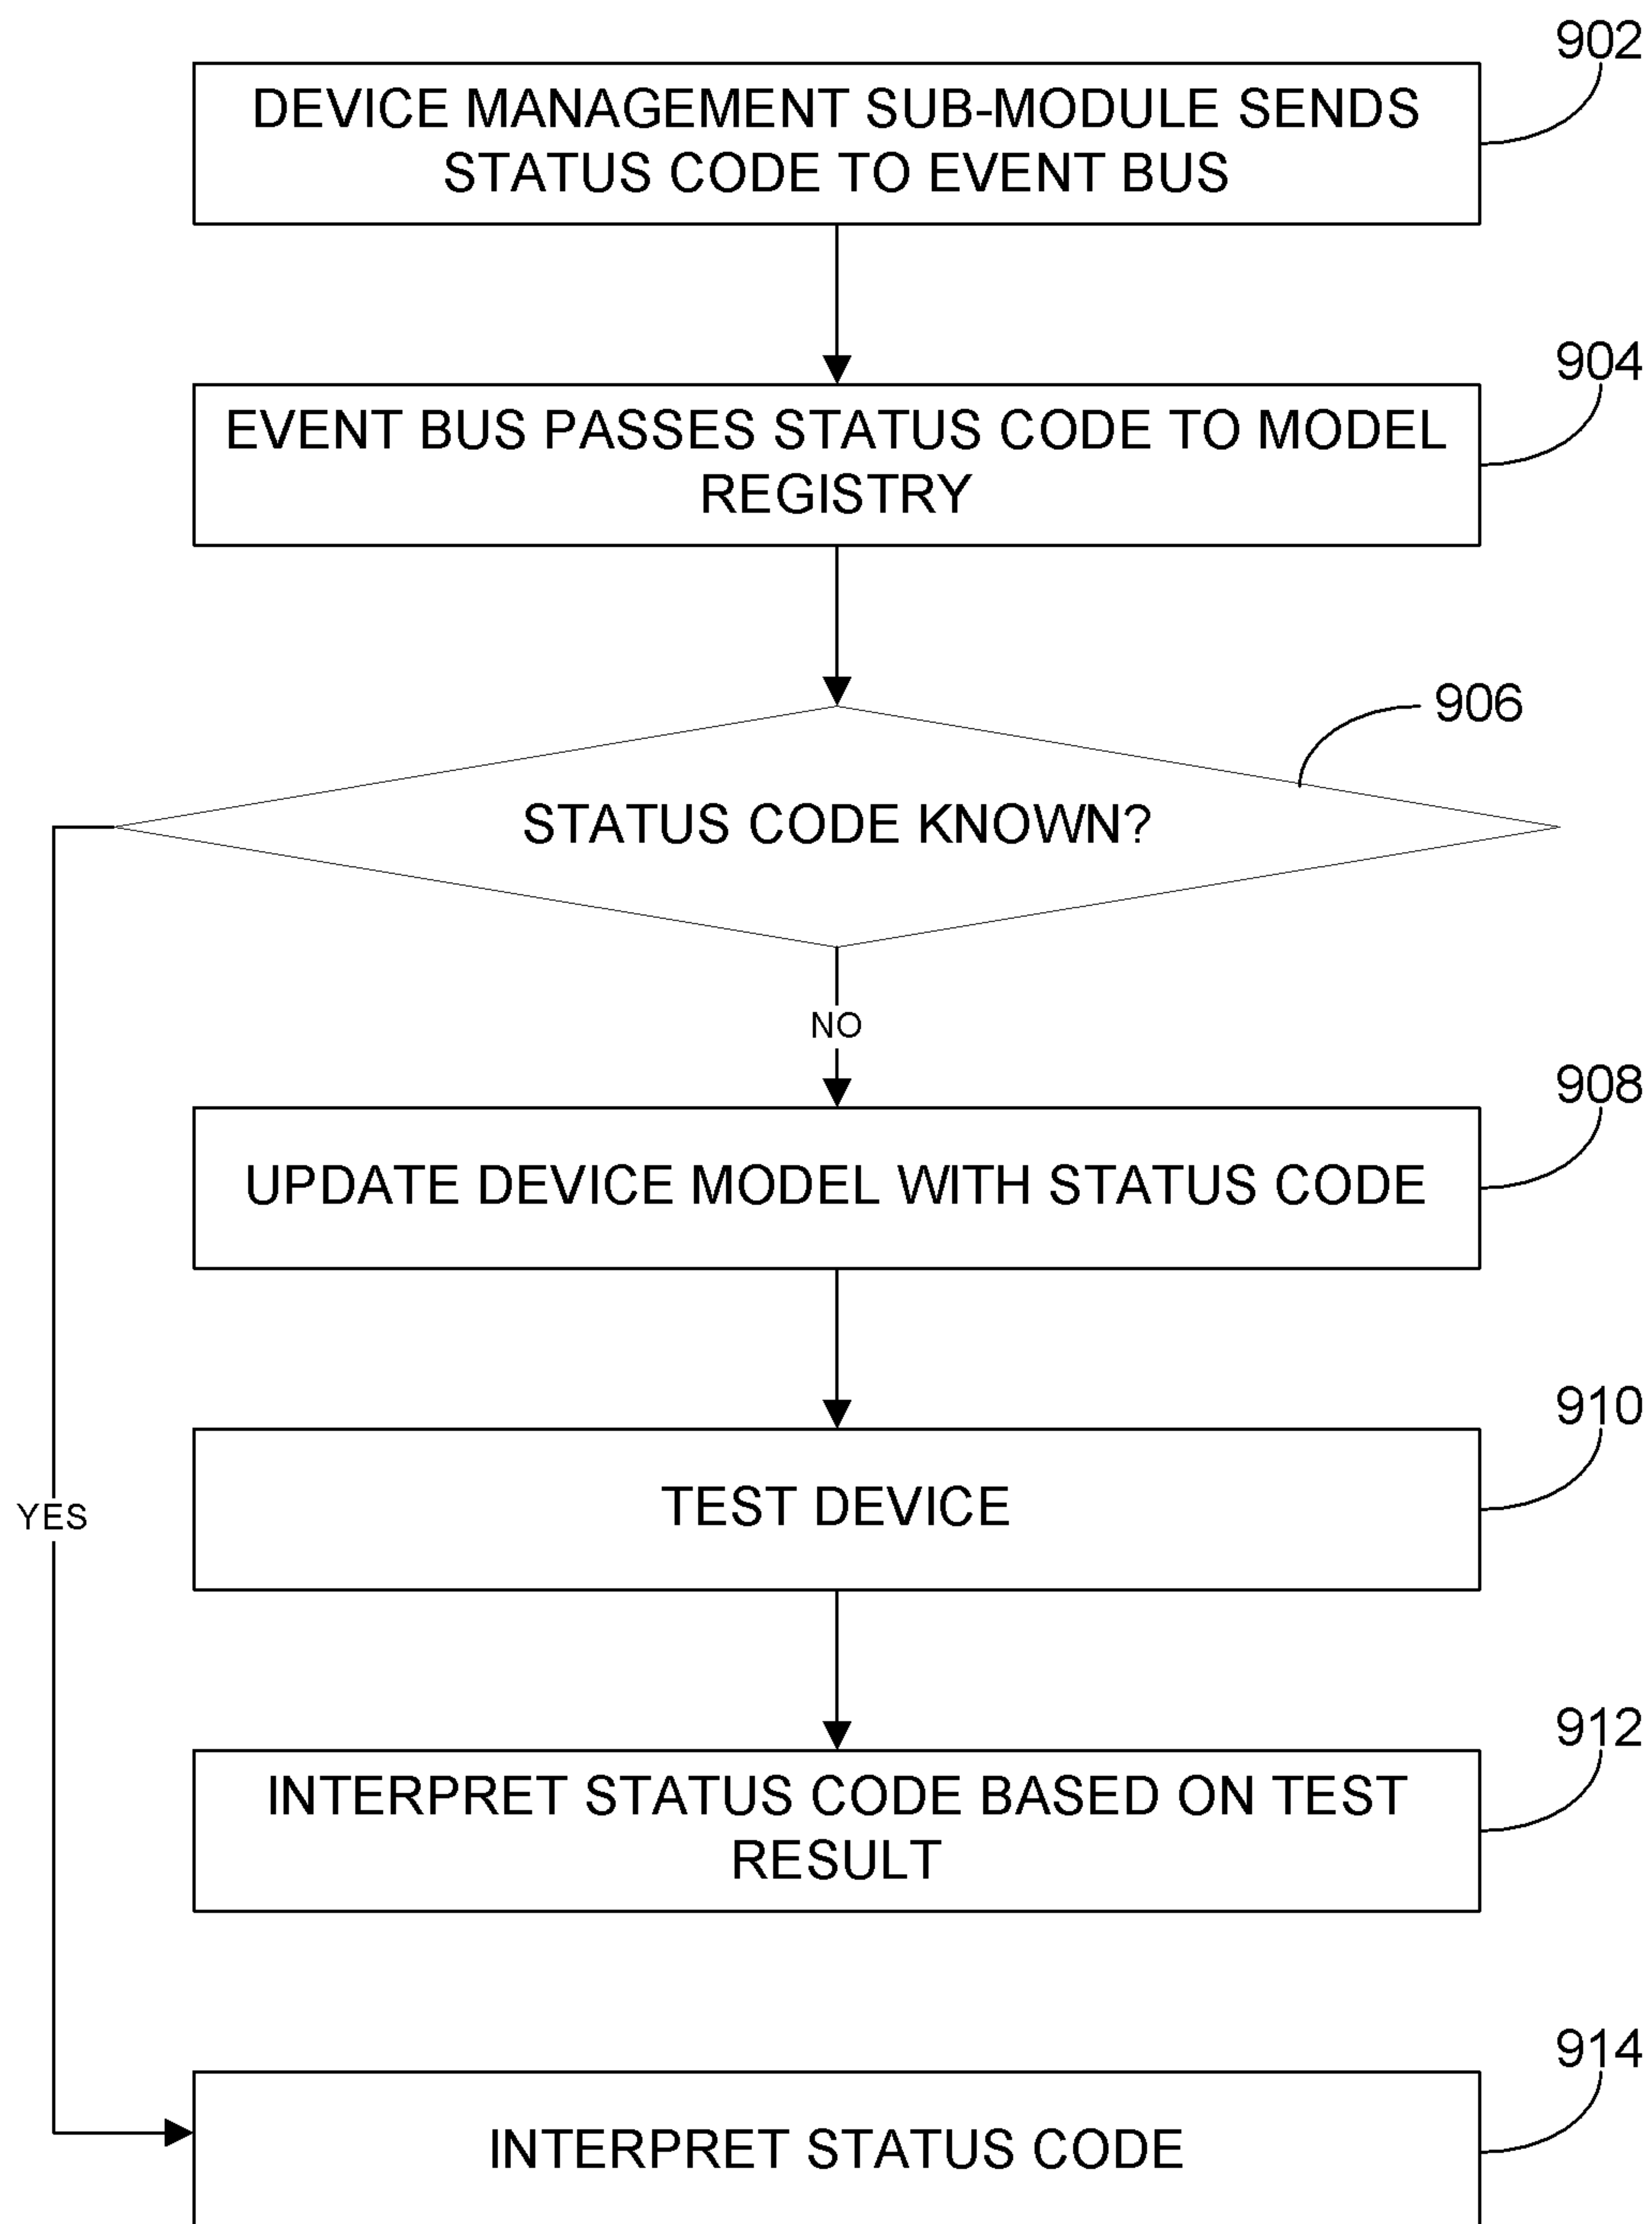 902
DEVICE MANAGEMENT SUB-MODULE SENDS
STATUS CODE TO EVENT BUS
904
EVENT BUS PASSES STATUS CODE TO MODEL
REGISTRY
906
STATUS CODE KNOWN?
NO
908
UPDATE DEVICE MODEL WITH STATUS CODE
910
TEST DEVICE
YES
912
INTERPRET STATUS CODE BASED ON TEST
RESULT
914
INTERPRET STATUS CODE